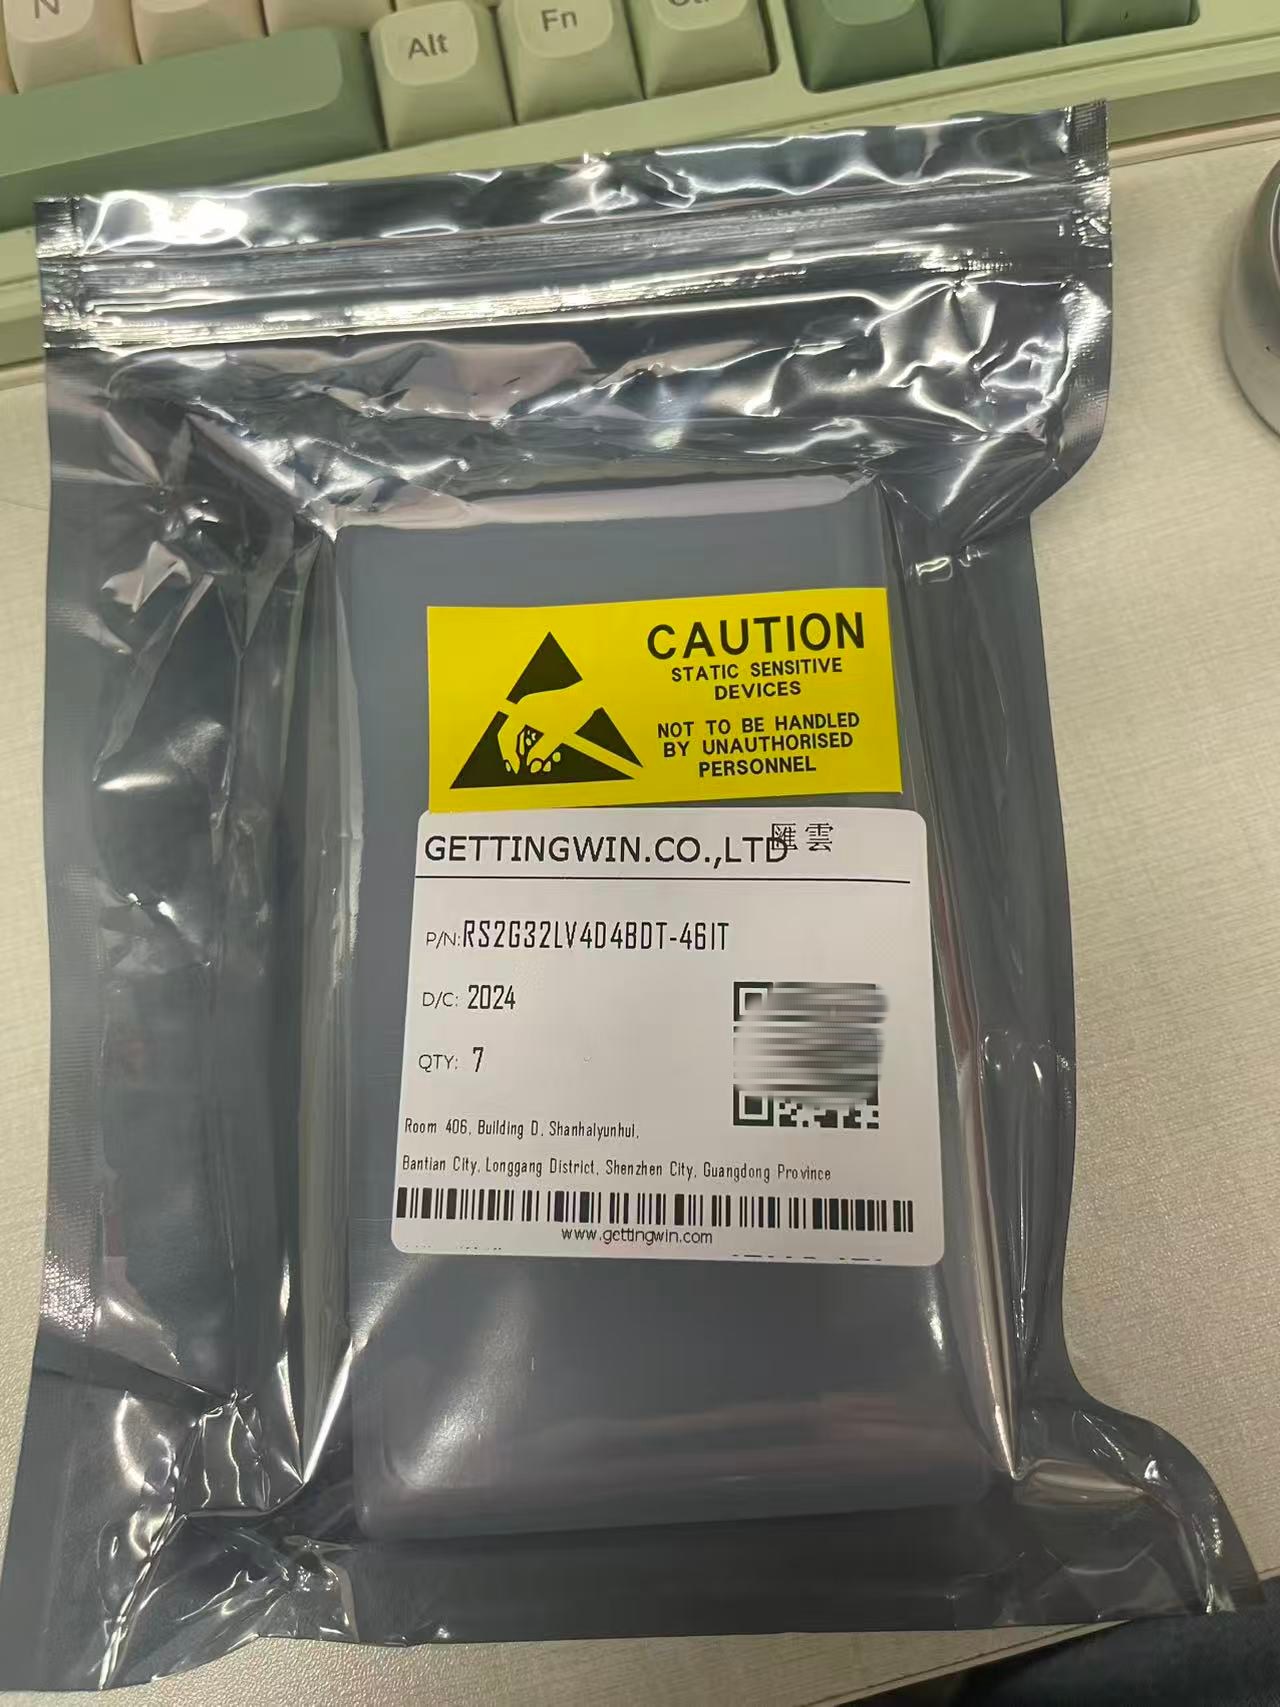 N
Alt
Fn
CAUTION
STATIC SENSITIVE
DEVICES
NOT TO BE HANDLED
BY UNAUTHORISED
PERSONNEL
GETTINGWIN.CO.,LTD 匯雲
P/N:RS2G32LV4D4BDT-46IT
D/C: 2024
QTY: 7
Room 406, Building D, Shanhaiyunhui,
Bantian City, Longgang District, Shenzhen City, Guangdong Province
www.gettingwin.com